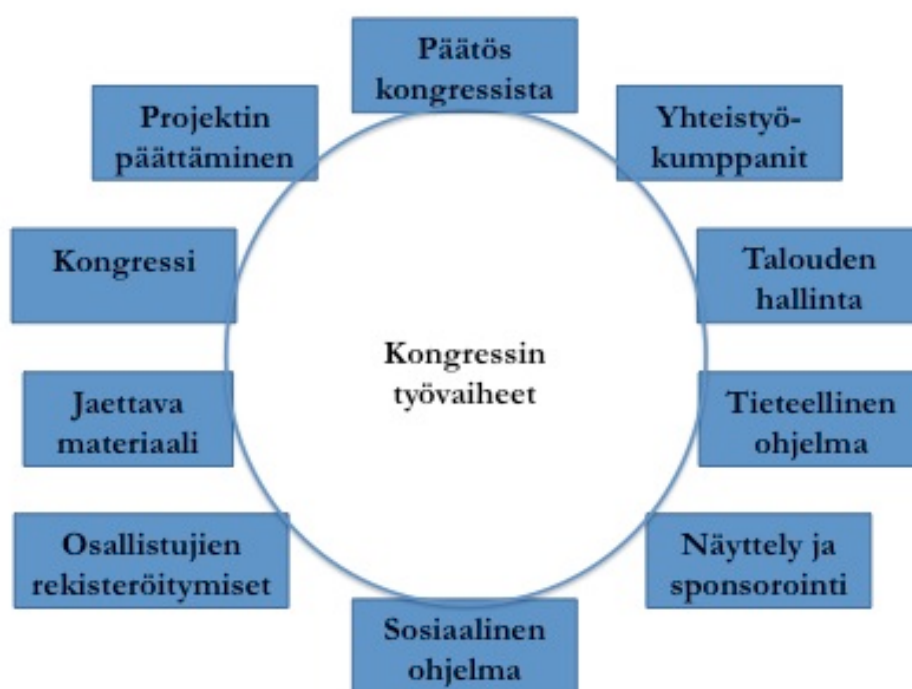 Päätös
kongressista
Yhteistyö-
kumppanit
Talouden
hallinta
Tieteellinen
ohjelma
Näyttely ja
sponsorointi
Sosiaalinen
ohjelma
Osallistujien
rekisteröitymiset
Jaettava
materiaali
Kongressi
Projektin
päättäminen
Kongressin
työvaiheet